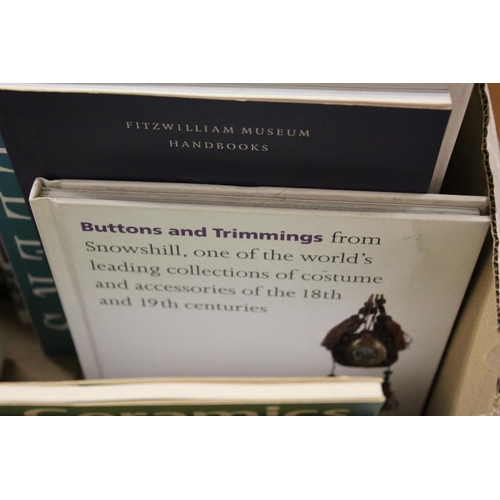 FITZWILLIAM MUSEUM
HANDBOOKS
Buttons and Trimmings from
Snowshill, one of the world's
leading collections of costume
and accessories of the 18th
and 19th centuries
Ceramics